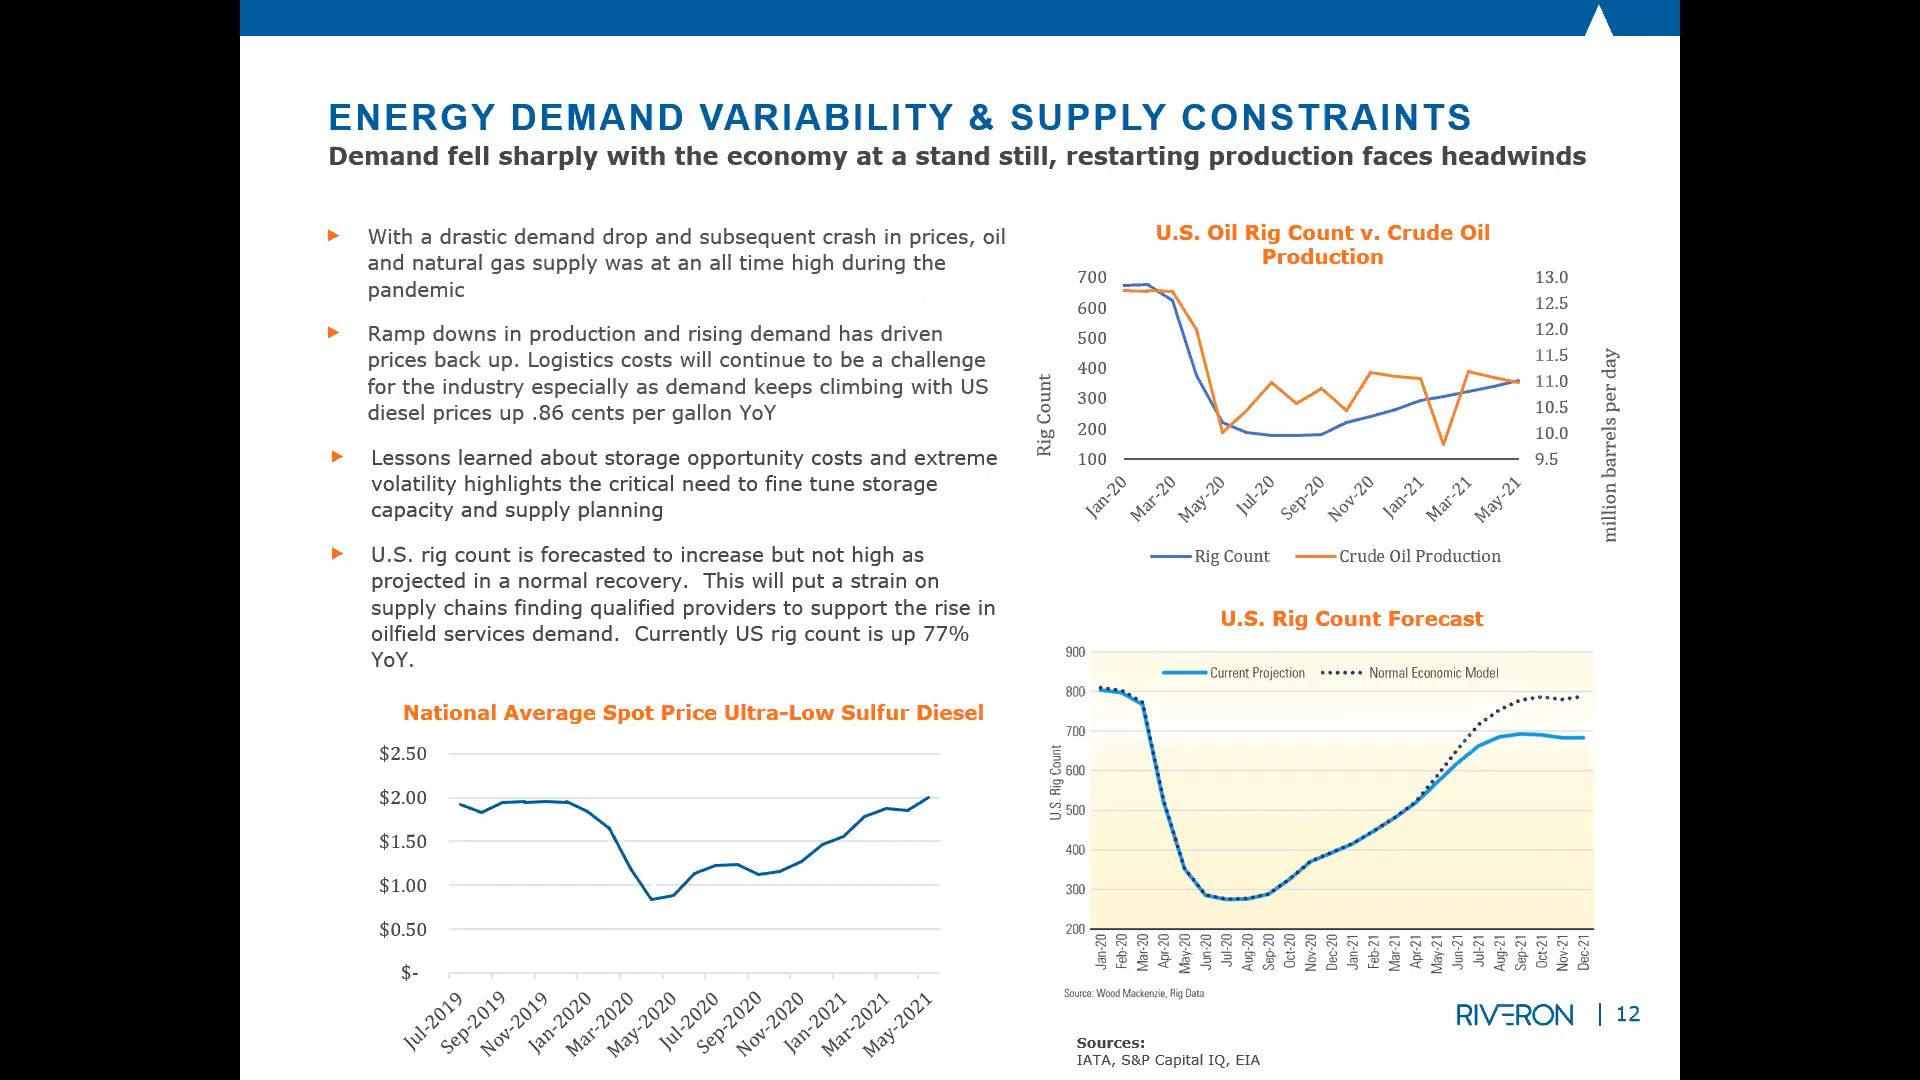 ENERGY DEMAND VARIABILITY & SUPPLY CONSTRAINTS
Demand fell sharply with the economy at a stand still, restarting production faces headwinds
▶ With a drastic demand drop and subsequent crash in prices, oil
and natural gas supply was at an all time high during the
pandemic
▶ Ramp downs in production and rising demand has driven
prices back up. Logistics costs will continue to be a challenge
for the industry especially as demand keeps climbing with US
diesel prices up .86 cents per gallon YoY
▶ Lessons learned about storage opportunity costs and extreme
volatility highlights the critical need to fine tune storage
capacity and supply planning
▶ U.S. rig count is forecasted to increase but not high as
projected in a normal recovery.  This will put a strain on
supply chains finding qualified providers to support the rise in
oilfield services demand.  Currently US rig count is up 77%
YoY.
National Average Spot Price Ultra-Low Sulfur Diesel
$2.50
$2.00
$1.50
$1.00
$0.50
$-
Jul-2019 Sep-2019 Nov-2019 Jan-2020 Mar-2020 May-2020 Jul-2020 Sep-2020 Nov-2020 Jan-2021 Mar-2021 May-2021
U.S. Oil Rig Count v. Crude Oil
Production
Rig Count
700
600
500
400
300
200
100
13.0
12.5
12.0
11.5
11.0
10.5
10.0
9.5
million barrels per day
Jan-20 Mar-20 May-20 Jul-20 Sep-20 Nov-20 Jan-21 Mar-21 May-21
Rig Count Crude Oil Production
U.S. Rig Count Forecast
Current Projection Normal Economic Model
U.S. Rig Count
900
800
700
600
500
400
300
200
Jan-20 Feb-20 Mar-20 Apr-20 May-20 Jun-20 Jul-20 Aug-20 Sep-20 Oct-20 Nov-20 Dec-20 Jan-21 Feb-21 Mar-21 Apr-21 May-21 Jun-21 Jul-21 Aug-21 Sep-21 Oct-21 Nov-21 Dec-21
Source: Wood Mackenzie, Rig Data
RIVERON | 12
Sources:
IATA, S&P Capital IQ, EIA